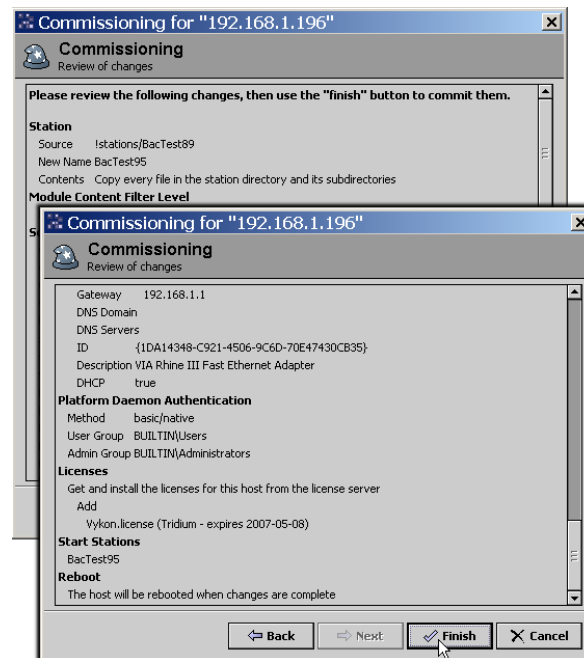 Commissioning for "192.168.1.196"
Commissioning
Review of changes
Please review the following changes, then use the "finish" button to commit them.
Station
Source !stations/BacTest89
New Name BacTest95
Contents Copy every file in the station directory and its subdirectories
Module Content Filter Level
Commissioning for "192.168.1.196"
Commissioning
Review of changes
Gateway 192.168.1.1
DNS Domain
DNS Servers
ID {1DA14348-C921-4506-9C6D-70E47430CB35}
Description VIA Rhine III Fast Ethernet Adapter
DHCP true
Platform Daemon Authentication
Method basic/native
User Group BUILTIN\Users
Admin Group BUILTIN\Administrators
Licenses
Get and install the licenses for this host from the license server
Add
Vykon.license (Tridium - expires 2007-05-08)
Start Stations
BacTest95
Reboot
The host will be rebooted when changes are complete
Back Next Finish Cancel